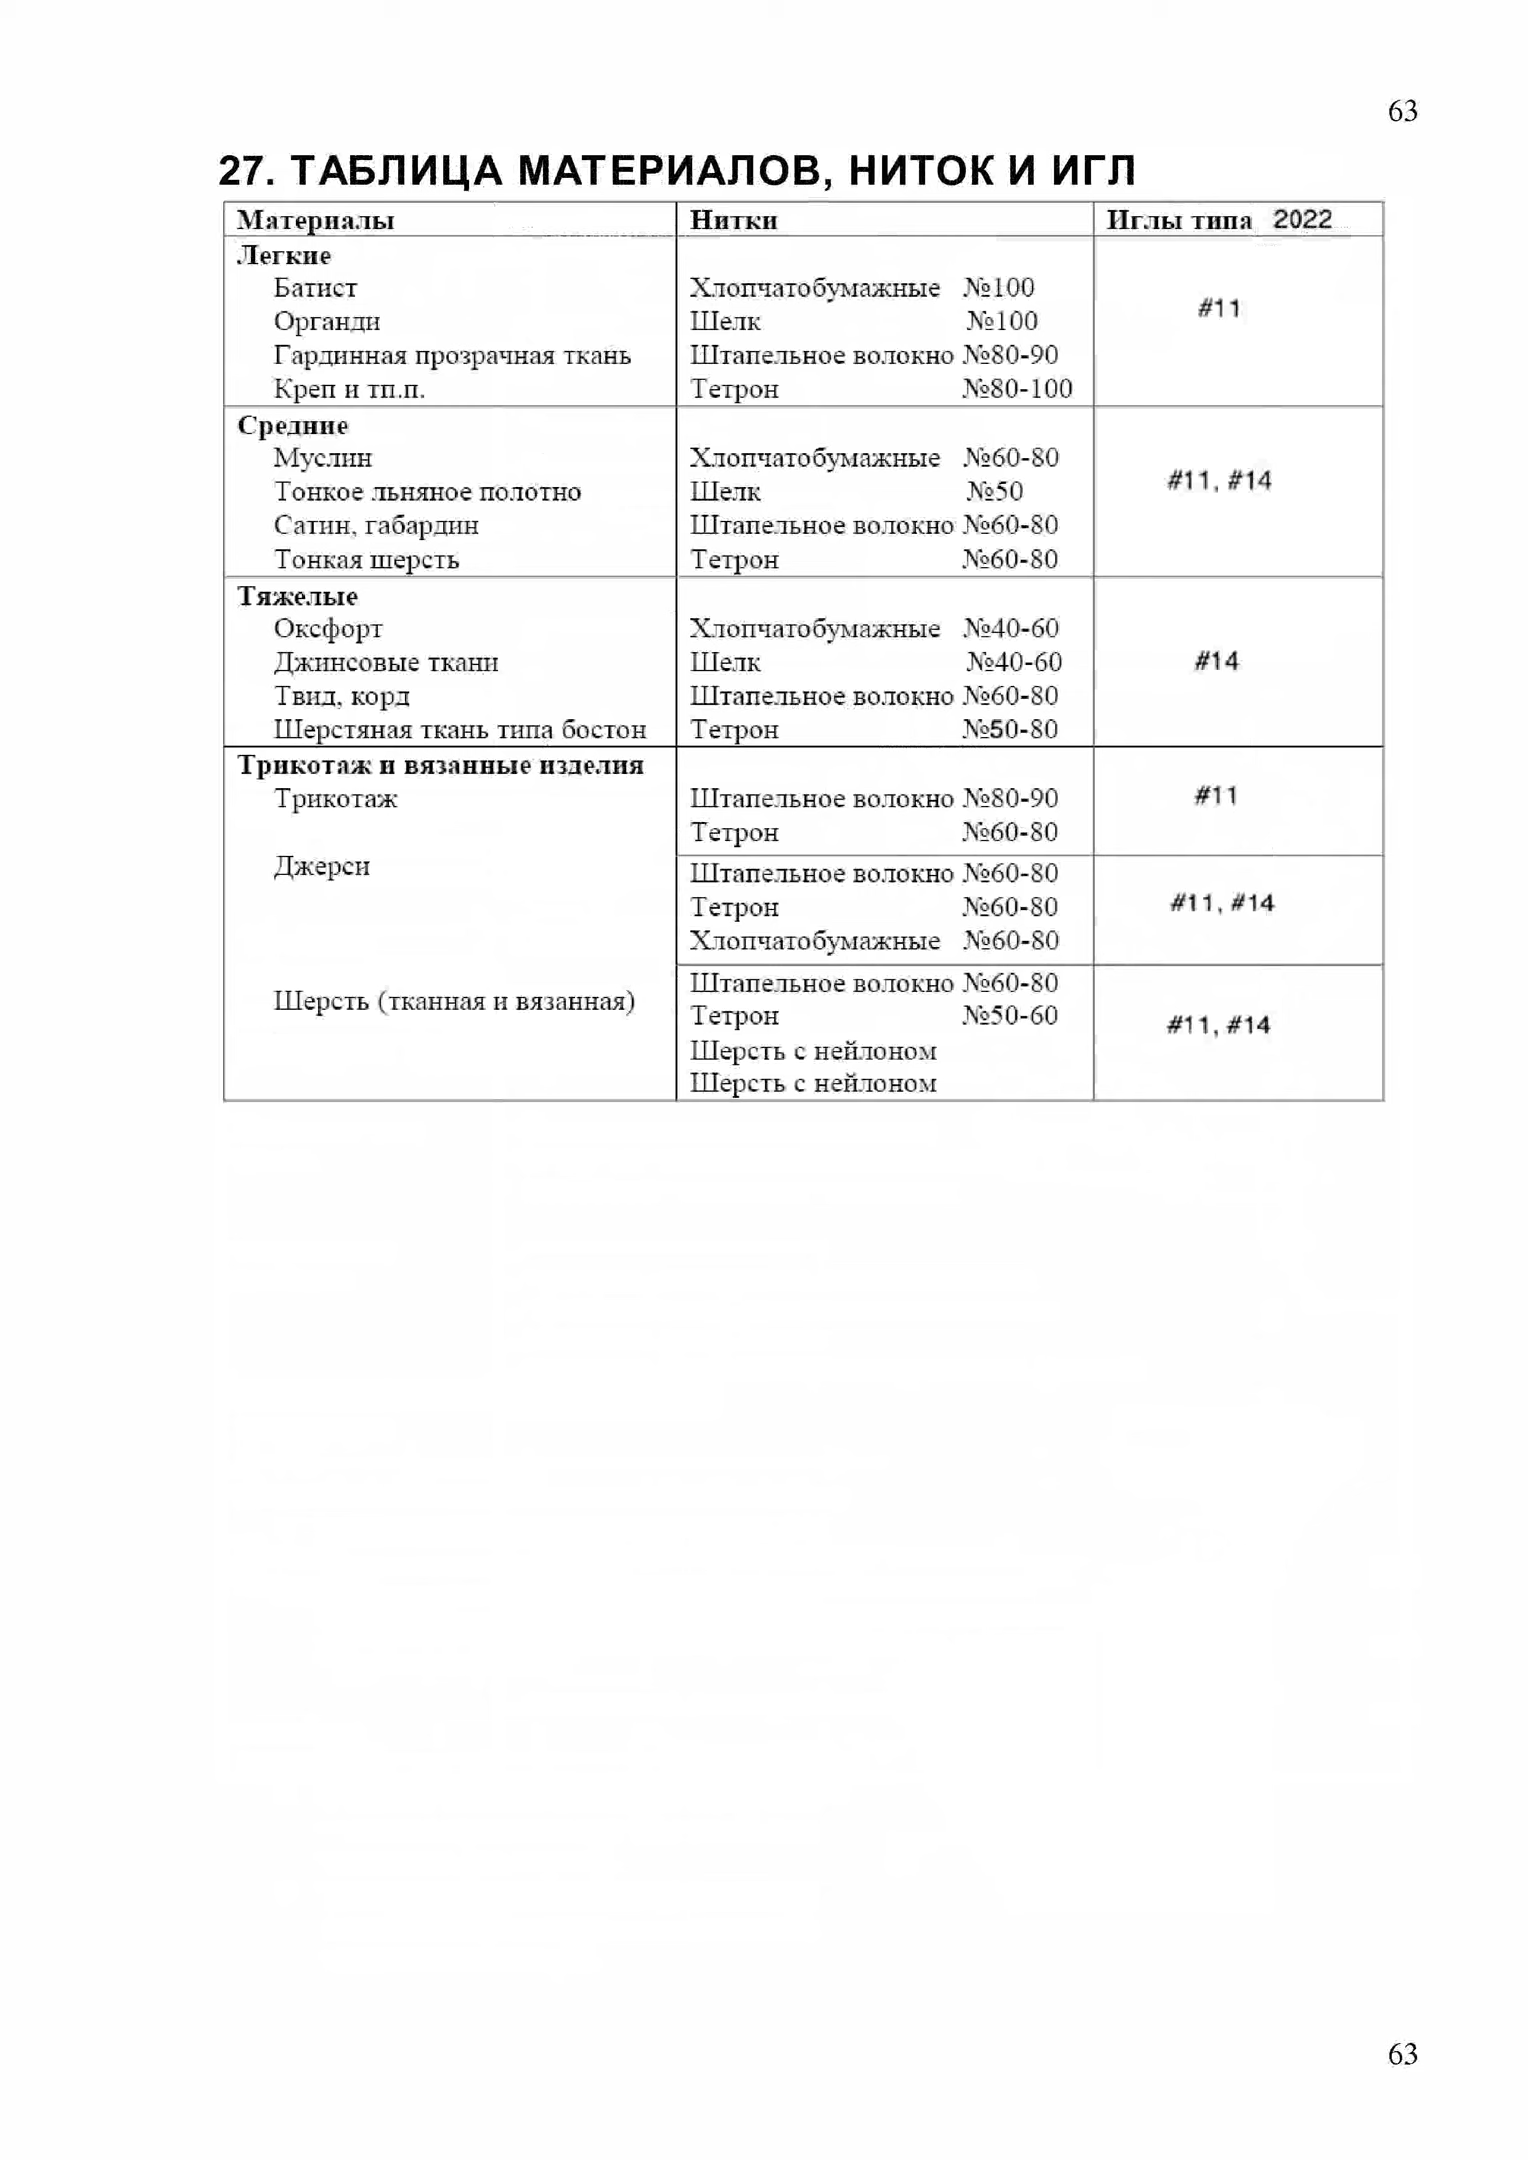 63
27. ТАБЛИЦА МАТЕРИАЛОВ, НИТОК И ИГЛ
Материалы Нитки Иглы типа 2022
Легкие
Батист Хлопчатобумажные №100 #11
Органди Шелк №100
Гардинная прозрачная ткань Штапельное волокно №80-90
Креп и тп.п. Тетрон №80-100
Средние
Муслин Хлопчатобумажные №60-80
Тонкое льняное полотно Шелк №50 #11, #14
Сатин, габардин Штапельное волокно №60-80
Тонкая шерсть Тетрон №60-80
Тяжелые
Оксфорт Хлопчатобумажные №40-60
Джинсовые ткани Шелк №40-60 #14
Твид, корд Штапельное волокно №60-80
Шерстяная ткань типа бостон Тетрон №50-80
Трикотаж и вязанные изделия
Трикотаж Штапельное волокно №80-90 #11
Тетрон №60-80
Джерси Штапельное волокно №60-80
Тетрон №60-80 #11, #14
Хлопчатобумажные №60-80
Штапельное волокно №60-80
Шерсть (тканная и вязанная) Тетрон №50-60 #11, #14
Шерсть с нейлоном
Шерсть с нейлоном
63